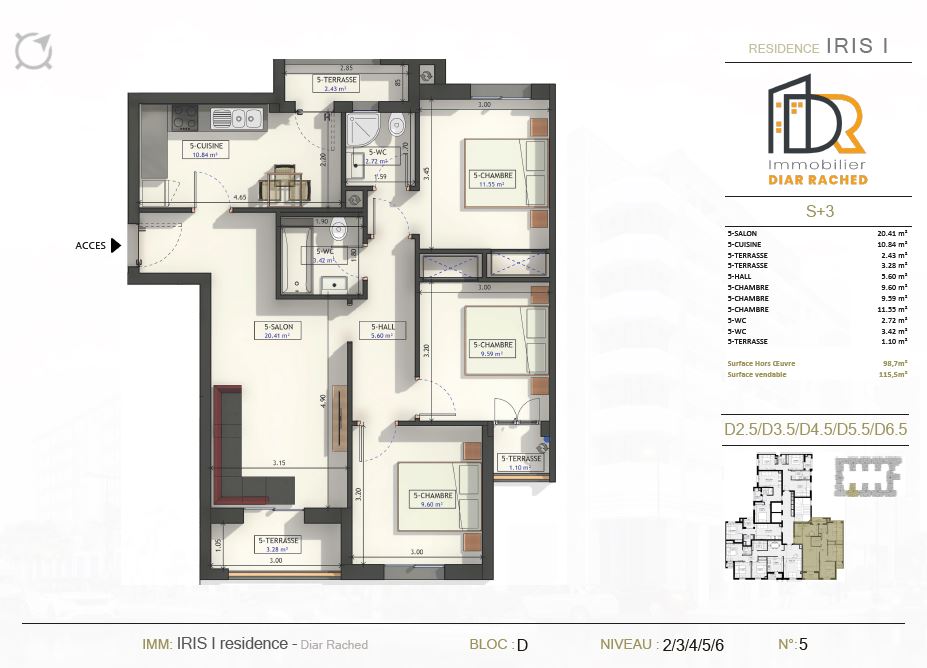 RESIDENCE IRIS I
DR
Immobilier
DIAR RACHED
S+3
5-SALON 20.41 m²
5-CUISINE 10.84 m²
5-TERRASSE 2.43 m²
5-TERRASSE 3.28 m²
5-HALL 5.60 m²
5-CHAMBRE 9.60 m²
5-CHAMBRE 9.59 m²
5-CHAMBRE 11.55 m²
5-WC 2.72 m²
5-WC 3.42 m²
5-TERRASSE 1.10 m²
Surface Hors Œuvre 98,7m²
Surface vendable 115,5m²
D2.5/D3.5/D4.5/D5.5/D6.5
2.85
5-TERRASSE
2.43 m²
85
3.00
5-CUISINE
10.84 m²
2.20
4.65
5-WC
2.72 m²
1.70
1.59
3.45
5-CHAMBRE
11.55 m²
ACCES
1.90
5-WC
3.42 m²
1.80
3.00
5-SALON
20.41 m²
5-HALL
5.60 m²
3.20
5-CHAMBRE
9.59 m²
4.90
3.15
5-TERRASSE
1.10 m²
3.20
5-CHAMBRE
9.60 m²
3.00
1.05
5-TERRASSE
3.28 m²
3.00
IMM: IRIS I residence - Diar Rached
BLOC : D
NIVEAU : 2/3/4/5/6
N°: 5